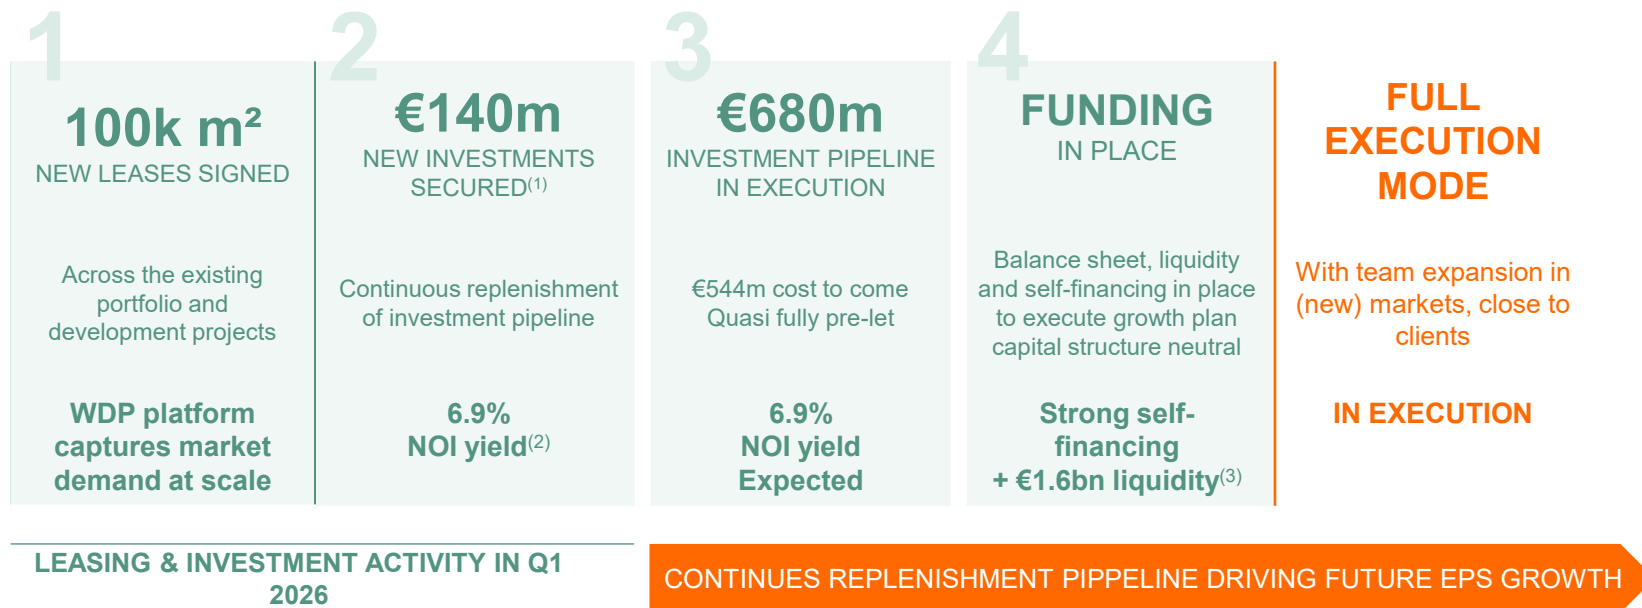 1
100k m²
NEW LEASES SIGNED
Across the existing
portfolio and
development projects
WDP platform
captures market
demand at scale
2
€140m
NEW INVESTMENTS
SECURED(1)
Continuous replenishment
of investment pipeline
6.9%
NOI yield(2)
3
€680m
INVESTMENT PIPELINE
IN EXECUTION
€544m cost to come
Quasi fully pre-let
6.9%
NOI yield
Expected
4
FUNDING
IN PLACE
Balance sheet, liquidity
and self-financing in place
to execute growth plan
capital structure neutral
Strong self-
financing
+ €1.6bn liquidity(3)
FULL
EXECUTION
MODE
With team expansion in
(new) markets, close to
clients
IN EXECUTION
LEASING & INVESTMENT ACTIVITY IN Q1
2026
CONTINUES REPLENISHMENT PIPPELINE DRIVING FUTURE EPS GROWTH